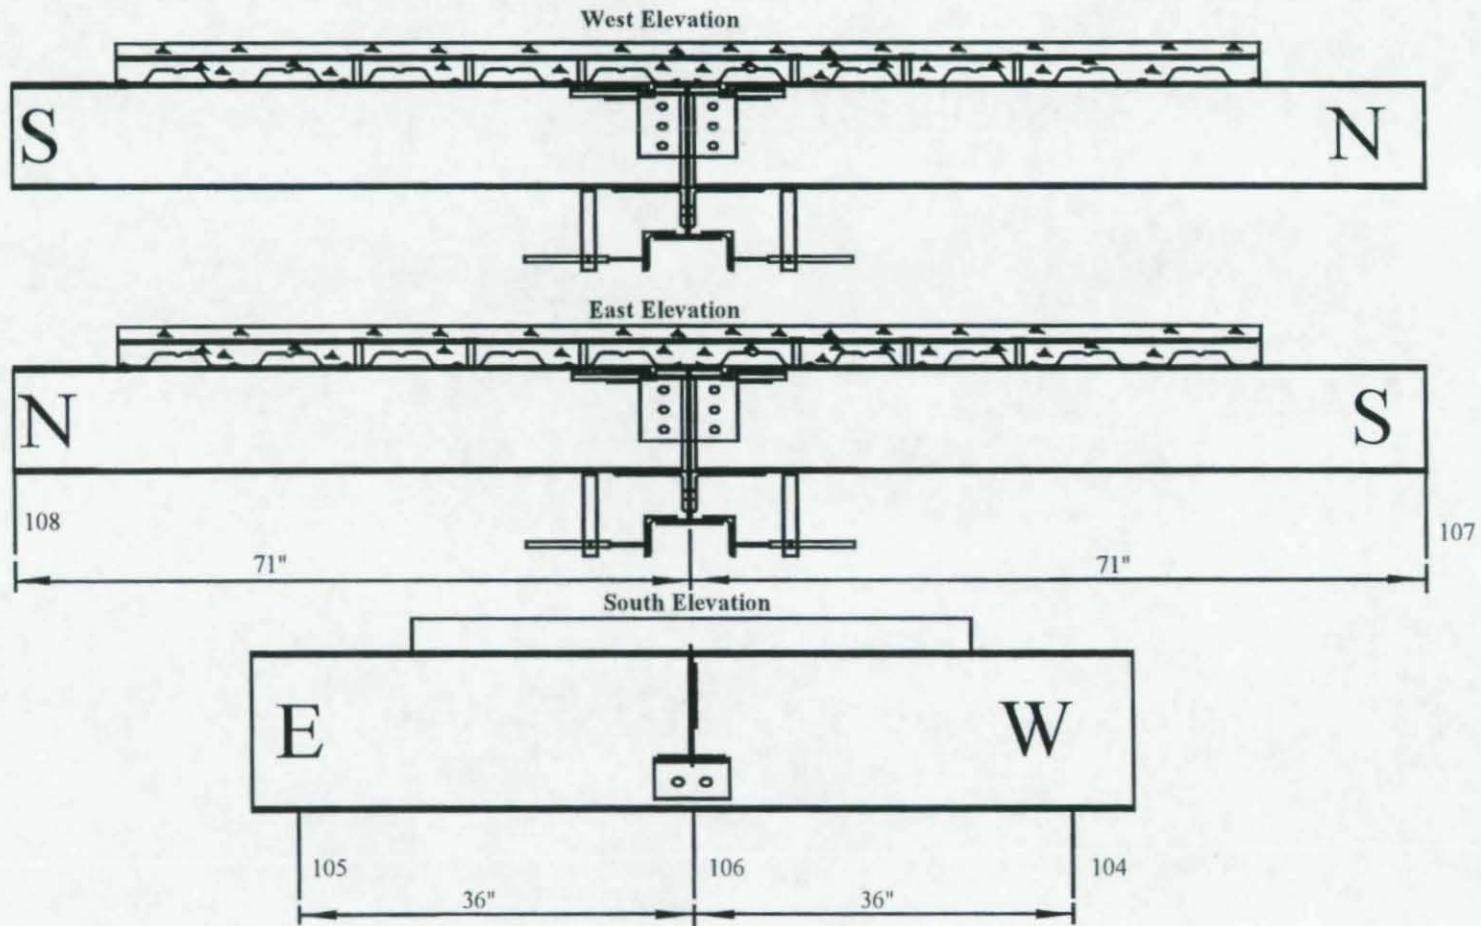 West Elevation
S N
East Elevation
N S
108 107
71" 71"
South Elevation
E W
105 106 104
36" 36"